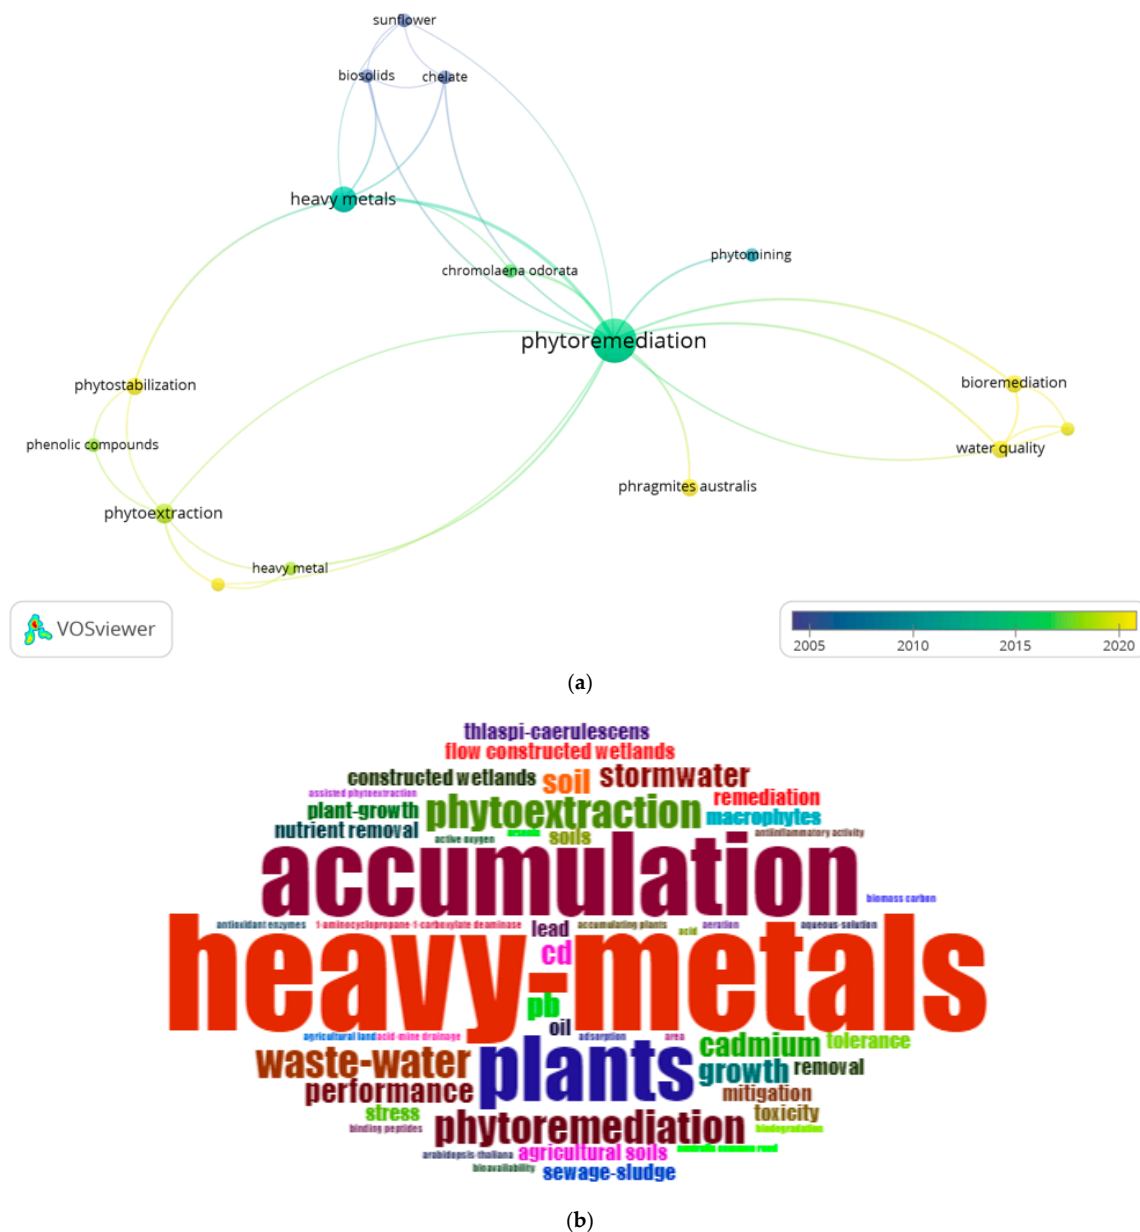 sunflower
biosolids
chelate
heavy metals
phytomining
chromolaena odorata
phytoremediation
phytostabilization
bioremediation
phenolic compounds
water quality
phragmites australis
phytoextraction
heavy metal
VOSviewer
2005 2010 2015 2020
(a)
thlaspi-caerulescens
flow constructed wetlands
constructed wetlands soil stormwater
assisted phytoextraction
remediation
plant-growth phytoextraction macrophytes
nutrient removal
active oxygen
arsenic
soils
antiinflammatory activity
accumulation
biomass carbon
antioxidant enzymes 1-aminocyclopropane-1-carboxylate deaminase lead accumulating plants acid aeration aqueous-solution
cd
heavy-metals
pb
oil
agricultural land acid-mine drainage adsorption area
waste-water plants cadmium tolerance
growth removal
performance mitigation
stress toxicity
binding peptides phytoremediation biodegradation
arabidopsis-thaliana agricultural soils
bioavailability sewage-sludge
(b)